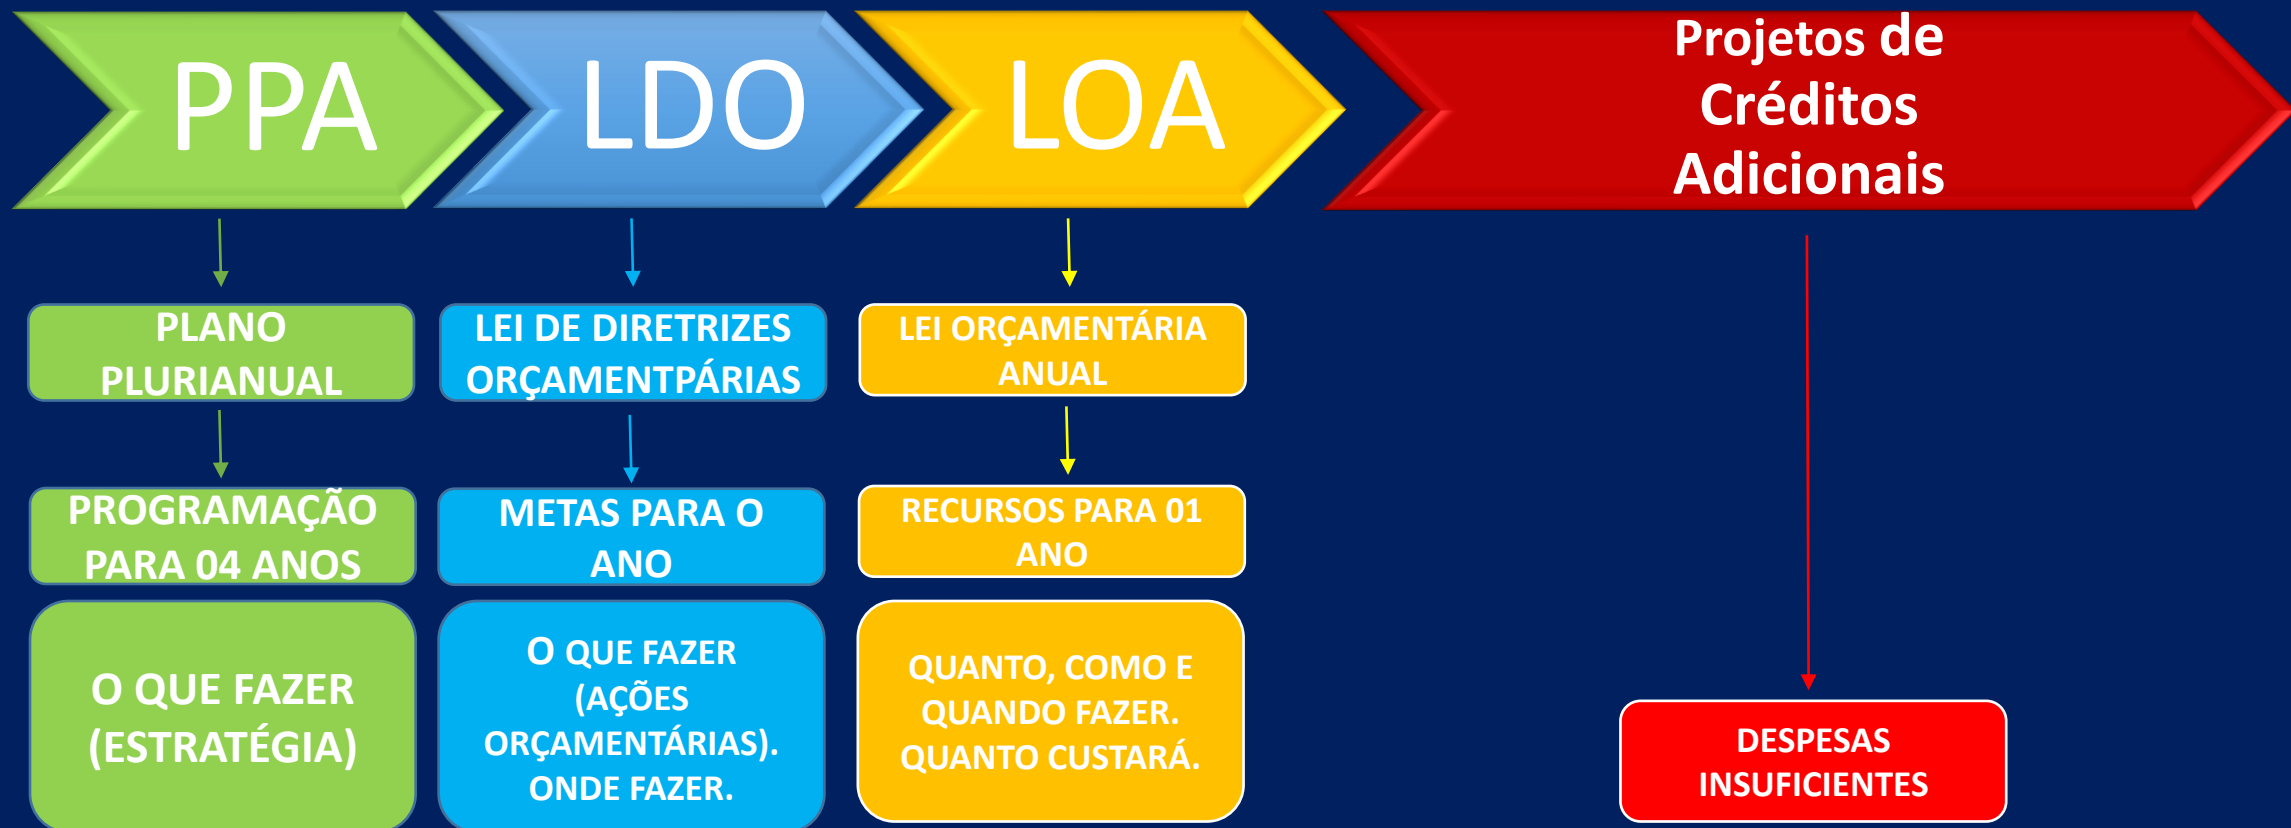 PPA
LDO
LOA
Projetos de
Créditos
Adicionais
PLANO
PLURIANUAL
LEI DE DIRETRIZES
ORÇAMENTPÁRIAS
LEI ORÇAMENTÁRIA
ANUAL
PROGRAMAÇÃO
PARA 04 ANOS
METAS PARA O
ANO
RECURSOS PARA 01
ANO
O QUE FAZER
(ESTRATÉGIA)
O QUE FAZER
(AÇÕES
ORÇAMENTÁRIAS).
ONDE FAZER.
QUANTO, COMO E
QUANDO FAZER.
QUANTO CUSTARÁ.
DESPESAS
INSUFICIENTES